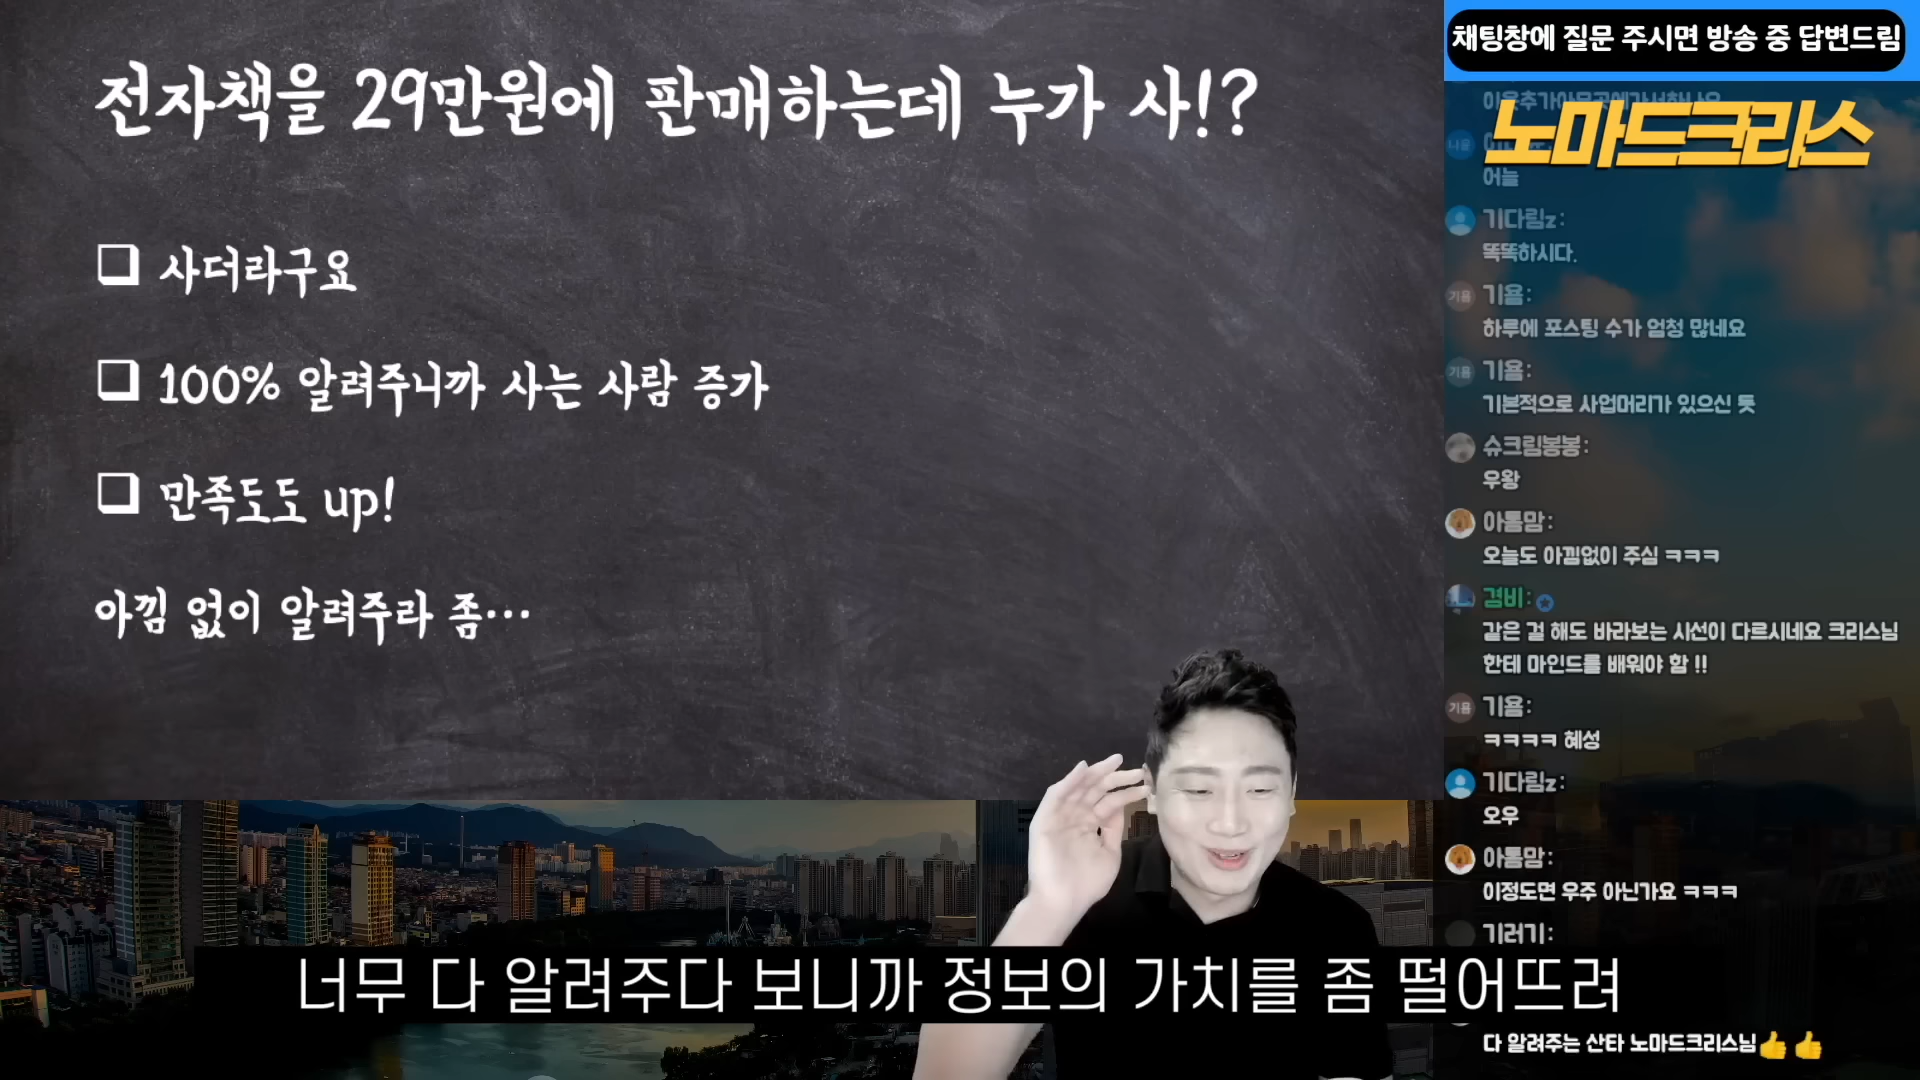 전자책을 29만원에 판매하는데 누가 사!?
사더라구요
100% 알려주니까 사는 사람 증가
만족도도 up!
아낌 없이 알려주라 좀...
채팅창에 질문 주시면 방송 중 답변드림
노마드크리스
어늘
기다림z:
똑똑하시다.
기욤:
하루에 포스팅 수가 엄청 많네요
기욤:
기본적으로 사업머리가 있으신 듯
슈크림봉봉:
우왕
아톰맘:
오늘도 아낌없이 주심 ㅋㅋㅋ
겸비:
같은 걸 해도 바라보는 시선이 다르시네요 크리스님
한테 마인드를 배워야 함 !!
기욤:
ㅋㅋㅋㅋ 혜성
기다림z:
오우
아톰맘:
이정도면 우주 아닌가요 ㅋㅋㅋ
기러기:
너무 다 알려주다 보니까 정보의 가치를 좀 떨어뜨려
다 알려주는 산타 노마드크리스님👍👍